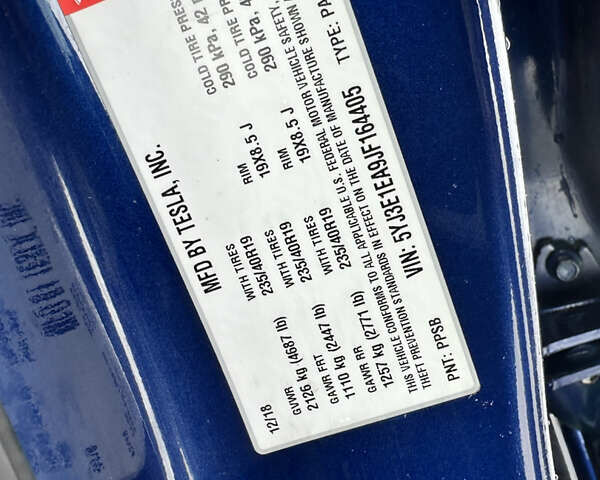 MFD BY TESLA, INC.
12/18
GVWR WITH TIRES RIM COLD TIRE PRES
2126 kg (4687 lb) 235/40R19 19X8.5 J 290 kPa, 42 P
GAWR FRT WITH TIRES RIM COLD TIRE PR
1110 kg (2447 lb) 235/40R19 19X8.5 J 290 kPa, 4
GAWR RR WITH TIRES
1257 kg (2771 lb) 235/40R19
THIS VEHICLE CONFORMS TO ALL APPLICABLE U.S. FEDERAL MOTOR VEHICLE SAFETY,
THEFT PREVENTION STANDARDS IN EFFECT ON THE DATE OF MANUFACTURE SHOWN A
VIN: 5YJ3E1EA9JF164405 TYPE: PA
PNT: PPSB